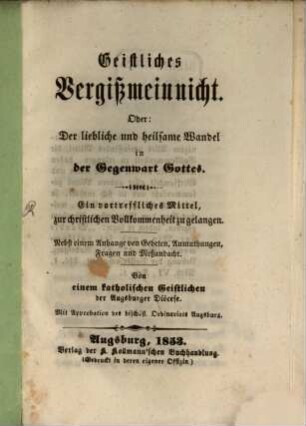 Geistliches
Vergißmeinnicht.
Oder:
Der liebliche und heilsame Wandel
in
der Gegenwart Gottes.
Ein vortreffliches Mittel,
zur christlichen Vollkommenheit zu gelangen.
Nebst einem Anhange von Gebeten, Anmuthungen,
Fragen und Meßandacht.
Von
einem katholischen Geistlichen
der Augsburger Diöcese.
Mit Approbation des bischöfl. Ordinariats Augsburg.
Augsburg, 1853.
Verlag der K. Kollmann'schen Buchhandlung.
(Gedruckt in deren eigener Offizin)